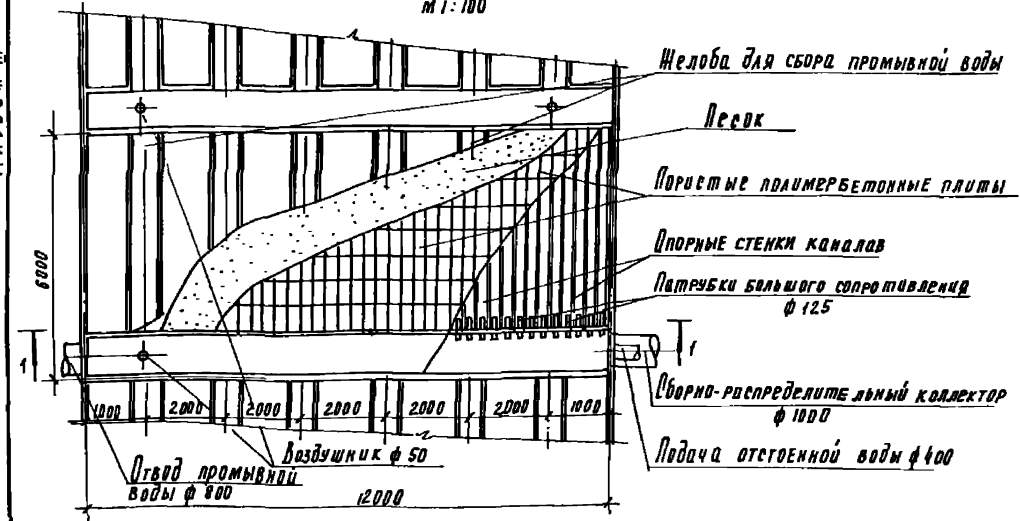 М 1:100
Желоба для сбора промывной воды
Песок
Пористые полимербетонные плиты
Опорные стенки каналов
Патрубки большого сопротивления
ф 125
6000
1
1
Сборно-распределительный коллектор
ф 1000
1000 2000 2000 2000 2000 2000 1000
Воздушник ф 50
Подача отстоенной воды ф 400
Отвод промывной
воды ф 800
12000